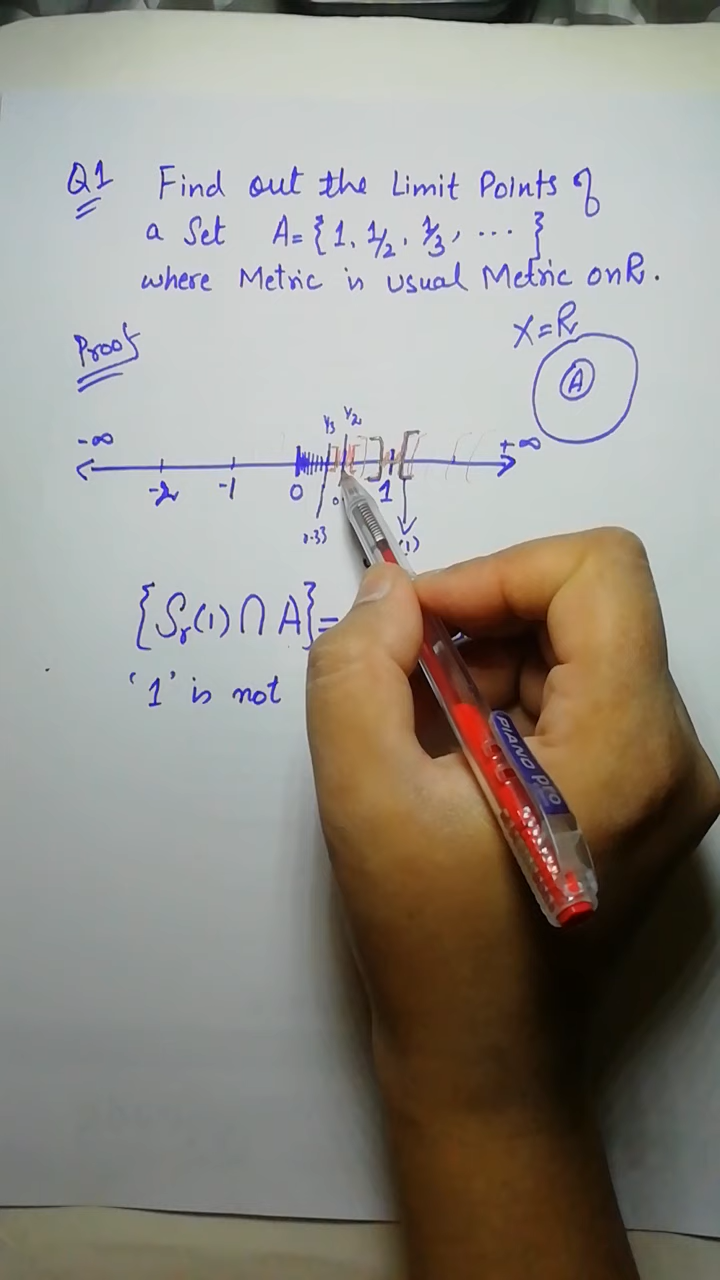 Q1 Find out the Limit Points of
a Set A = {1, 1/2, 1/3, ... }
where Metric is usual Metric on R.
Proof
X=R
A
1/3 1/2
-∞ +∞
-2 -1 0 1
0.33
{Sr(1) ∩ A} =
'1' is not
PIANO pro